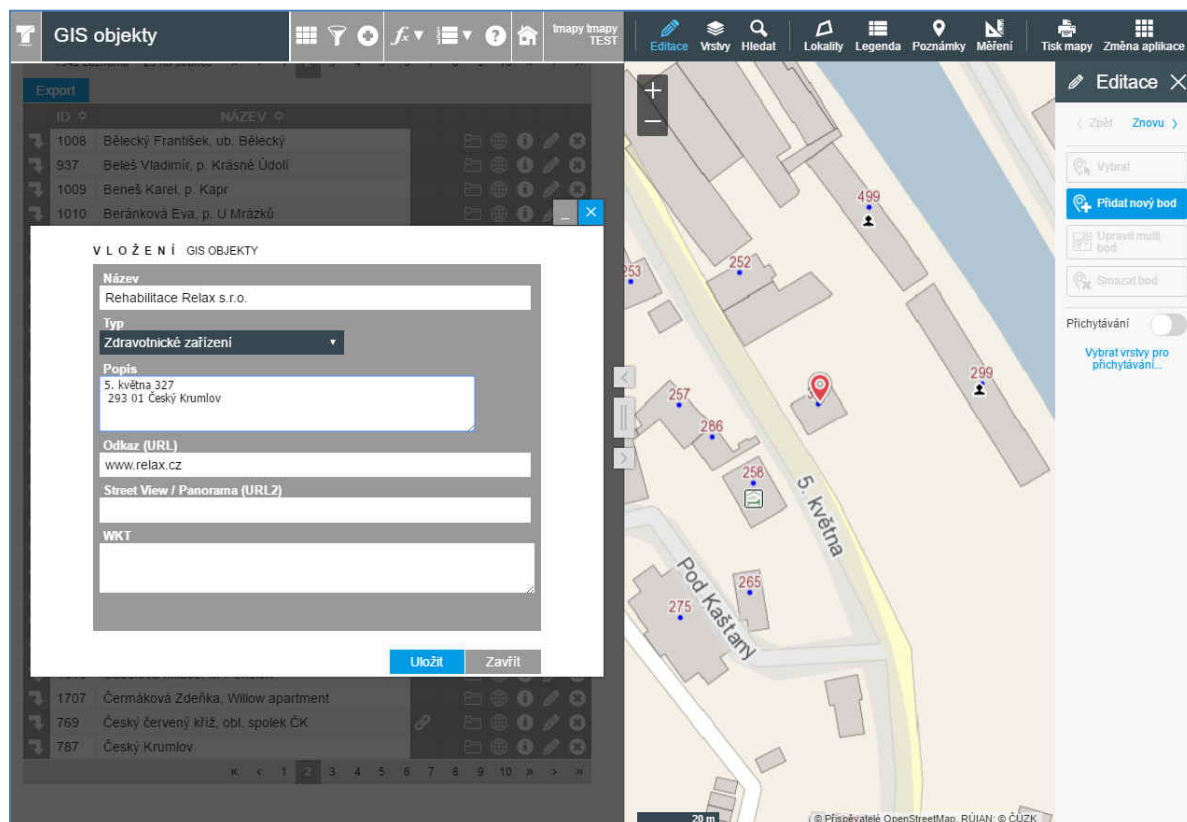 GIS objekty
tmapy tmapy
TEST
Editace
Vrstvy
Hledat
Lokality
Legenda
Poznámky
Měření
Tisk mapy
Změna aplikace
Export
ID
NÁZEV
1008 Bělecký František, ub. Bělecký
937 Beleš Vladimír, p. Krásné Údolí
1009 Beneš Karel, p. Kapr
1010 Beránková Eva, p. U Mrázků
VLOŽENÍ GIS OBJEKTY
Název
Rehabilitace Relax s.r.o.
Typ
Zdravotnické zařízení
Popis
5. května 327
293 01 Český Krumlov
Odkaz (URL)
www.relax.cz
Street View / Panorama (URL2)
WKT
Uložit
Zavřít
1707 Čermáková Zdeňka, Willow apartment
769 Český červený kříž, obl. spolek ČK
787 Český Krumlov
1 2 3 4 5 6 7 8 9 10
499
252
253
299
257
286
258
265
275
5. května
Pod Kaštany
20 m
© Přispěvatelé OpenStreetMap, RÚIAN: © ČÚZK
Editace
Zpět
Znovu
Vybrat
Přidat nový bod
Upravit multi
bod
Smazat bod
Přichytávání
Vybrat vrstvy pro
přichytávání...